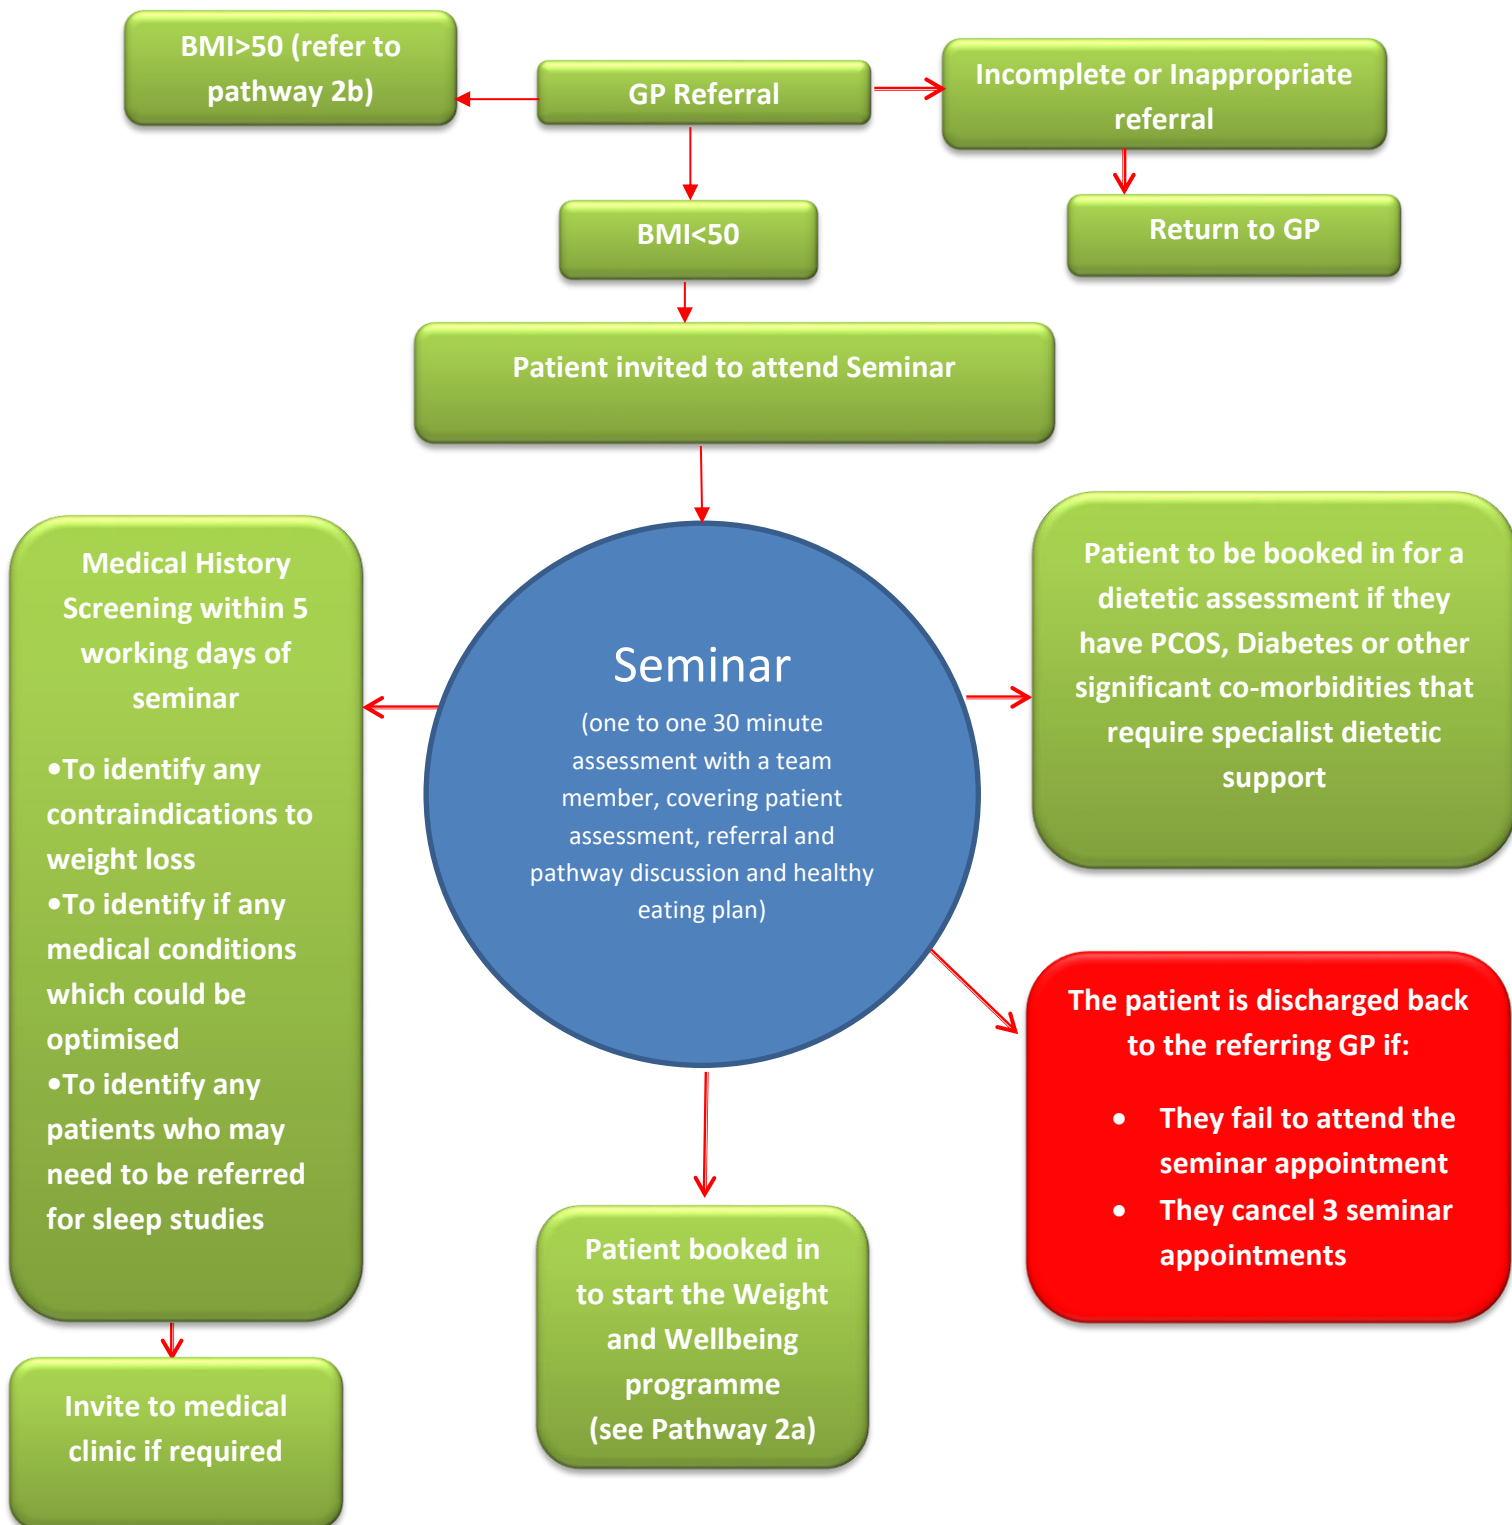 BMI>50 (refer to
pathway 2b)
GP Referral
Incomplete or Inappropriate
referral
Return to GP
BMI<50
Patient invited to attend Seminar
Medical History
Screening within 5
working days of
seminar
•To identify any
contraindications to
weight loss
•To identify if any
medical conditions
which could be
optimised
•To identify any
patients who may
need to be referred
for sleep studies
Seminar
(one to one 30 minute
assessment with a team
member, covering patient
assessment, referral and
pathway discussion and healthy
eating plan)
Patient to be booked in for a
dietetic assessment if they
have PCOS, Diabetes or other
significant co-morbidities that
require specialist dietetic
support
The patient is discharged back
to the referring GP if:
• They fail to attend the
seminar appointment
• They cancel 3 seminar
appointments
Patient booked in
to start the Weight
and Wellbeing
programme
(see Pathway 2a)
Invite to medical
clinic if required